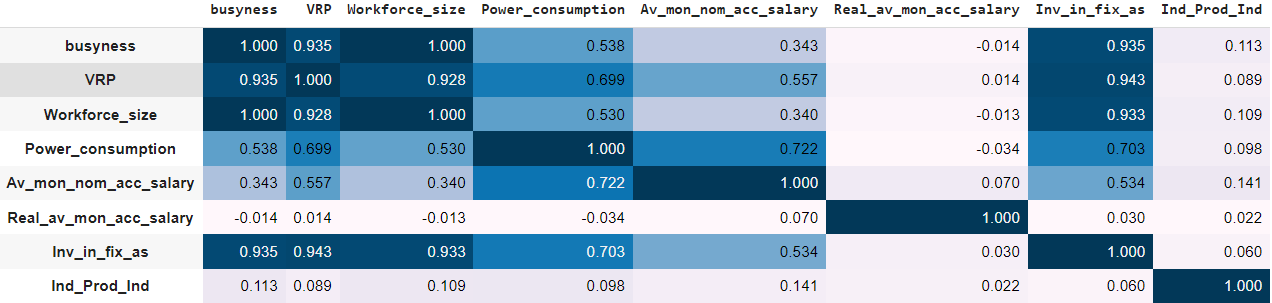 busyness VRP Workforce_size Power_consumption Av_mon_nom_acc_salary Real_av_mon_acc_salary Inv_in_fix_as Ind_Prod_Ind
busyness 1.000 0.935 1.000 0.538 0.343 -0.014 0.935 0.113
VRP 0.935 1.000 0.928 0.699 0.557 0.014 0.943 0.089
Workforce_size 1.000 0.928 1.000 0.530 0.340 -0.013 0.933 0.109
Power_consumption 0.538 0.699 0.530 1.000 0.722 -0.034 0.703 0.098
Av_mon_nom_acc_salary 0.343 0.557 0.340 0.722 1.000 0.070 0.534 0.141
Real_av_mon_acc_salary -0.014 0.014 -0.013 -0.034 0.070 1.000 0.030 0.022
Inv_in_fix_as 0.935 0.943 0.933 0.703 0.534 0.030 1.000 0.060
Ind_Prod_Ind 0.113 0.089 0.109 0.098 0.141 0.022 0.060 1.000